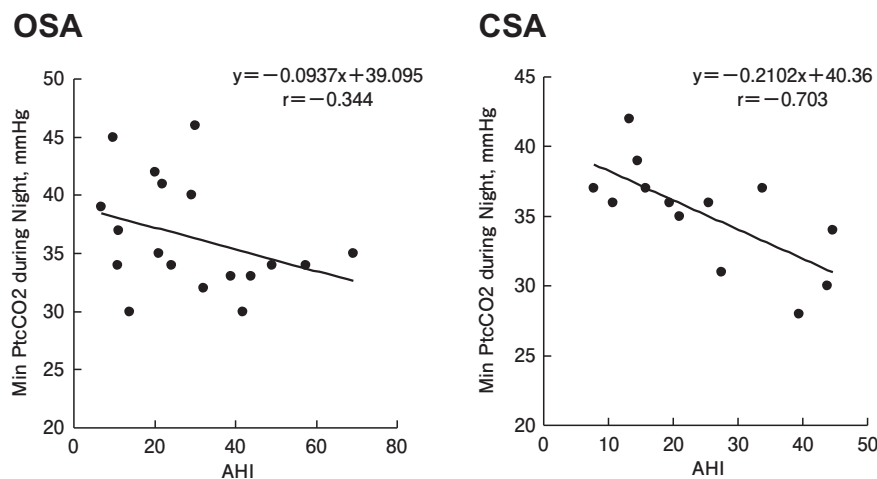 OSA
y=−0.0937x+39.095
r=−0.344
Min PtcCO2 during Night, mmHg
50
45
40
35
30
25
20
0
20
40
60
80
AHI
CSA
y=−0.2102x+40.36
r=−0.703
Min PtcCO2 during Night, mmHg
45
40
35
30
25
20
0
10
20
30
40
50
AHI